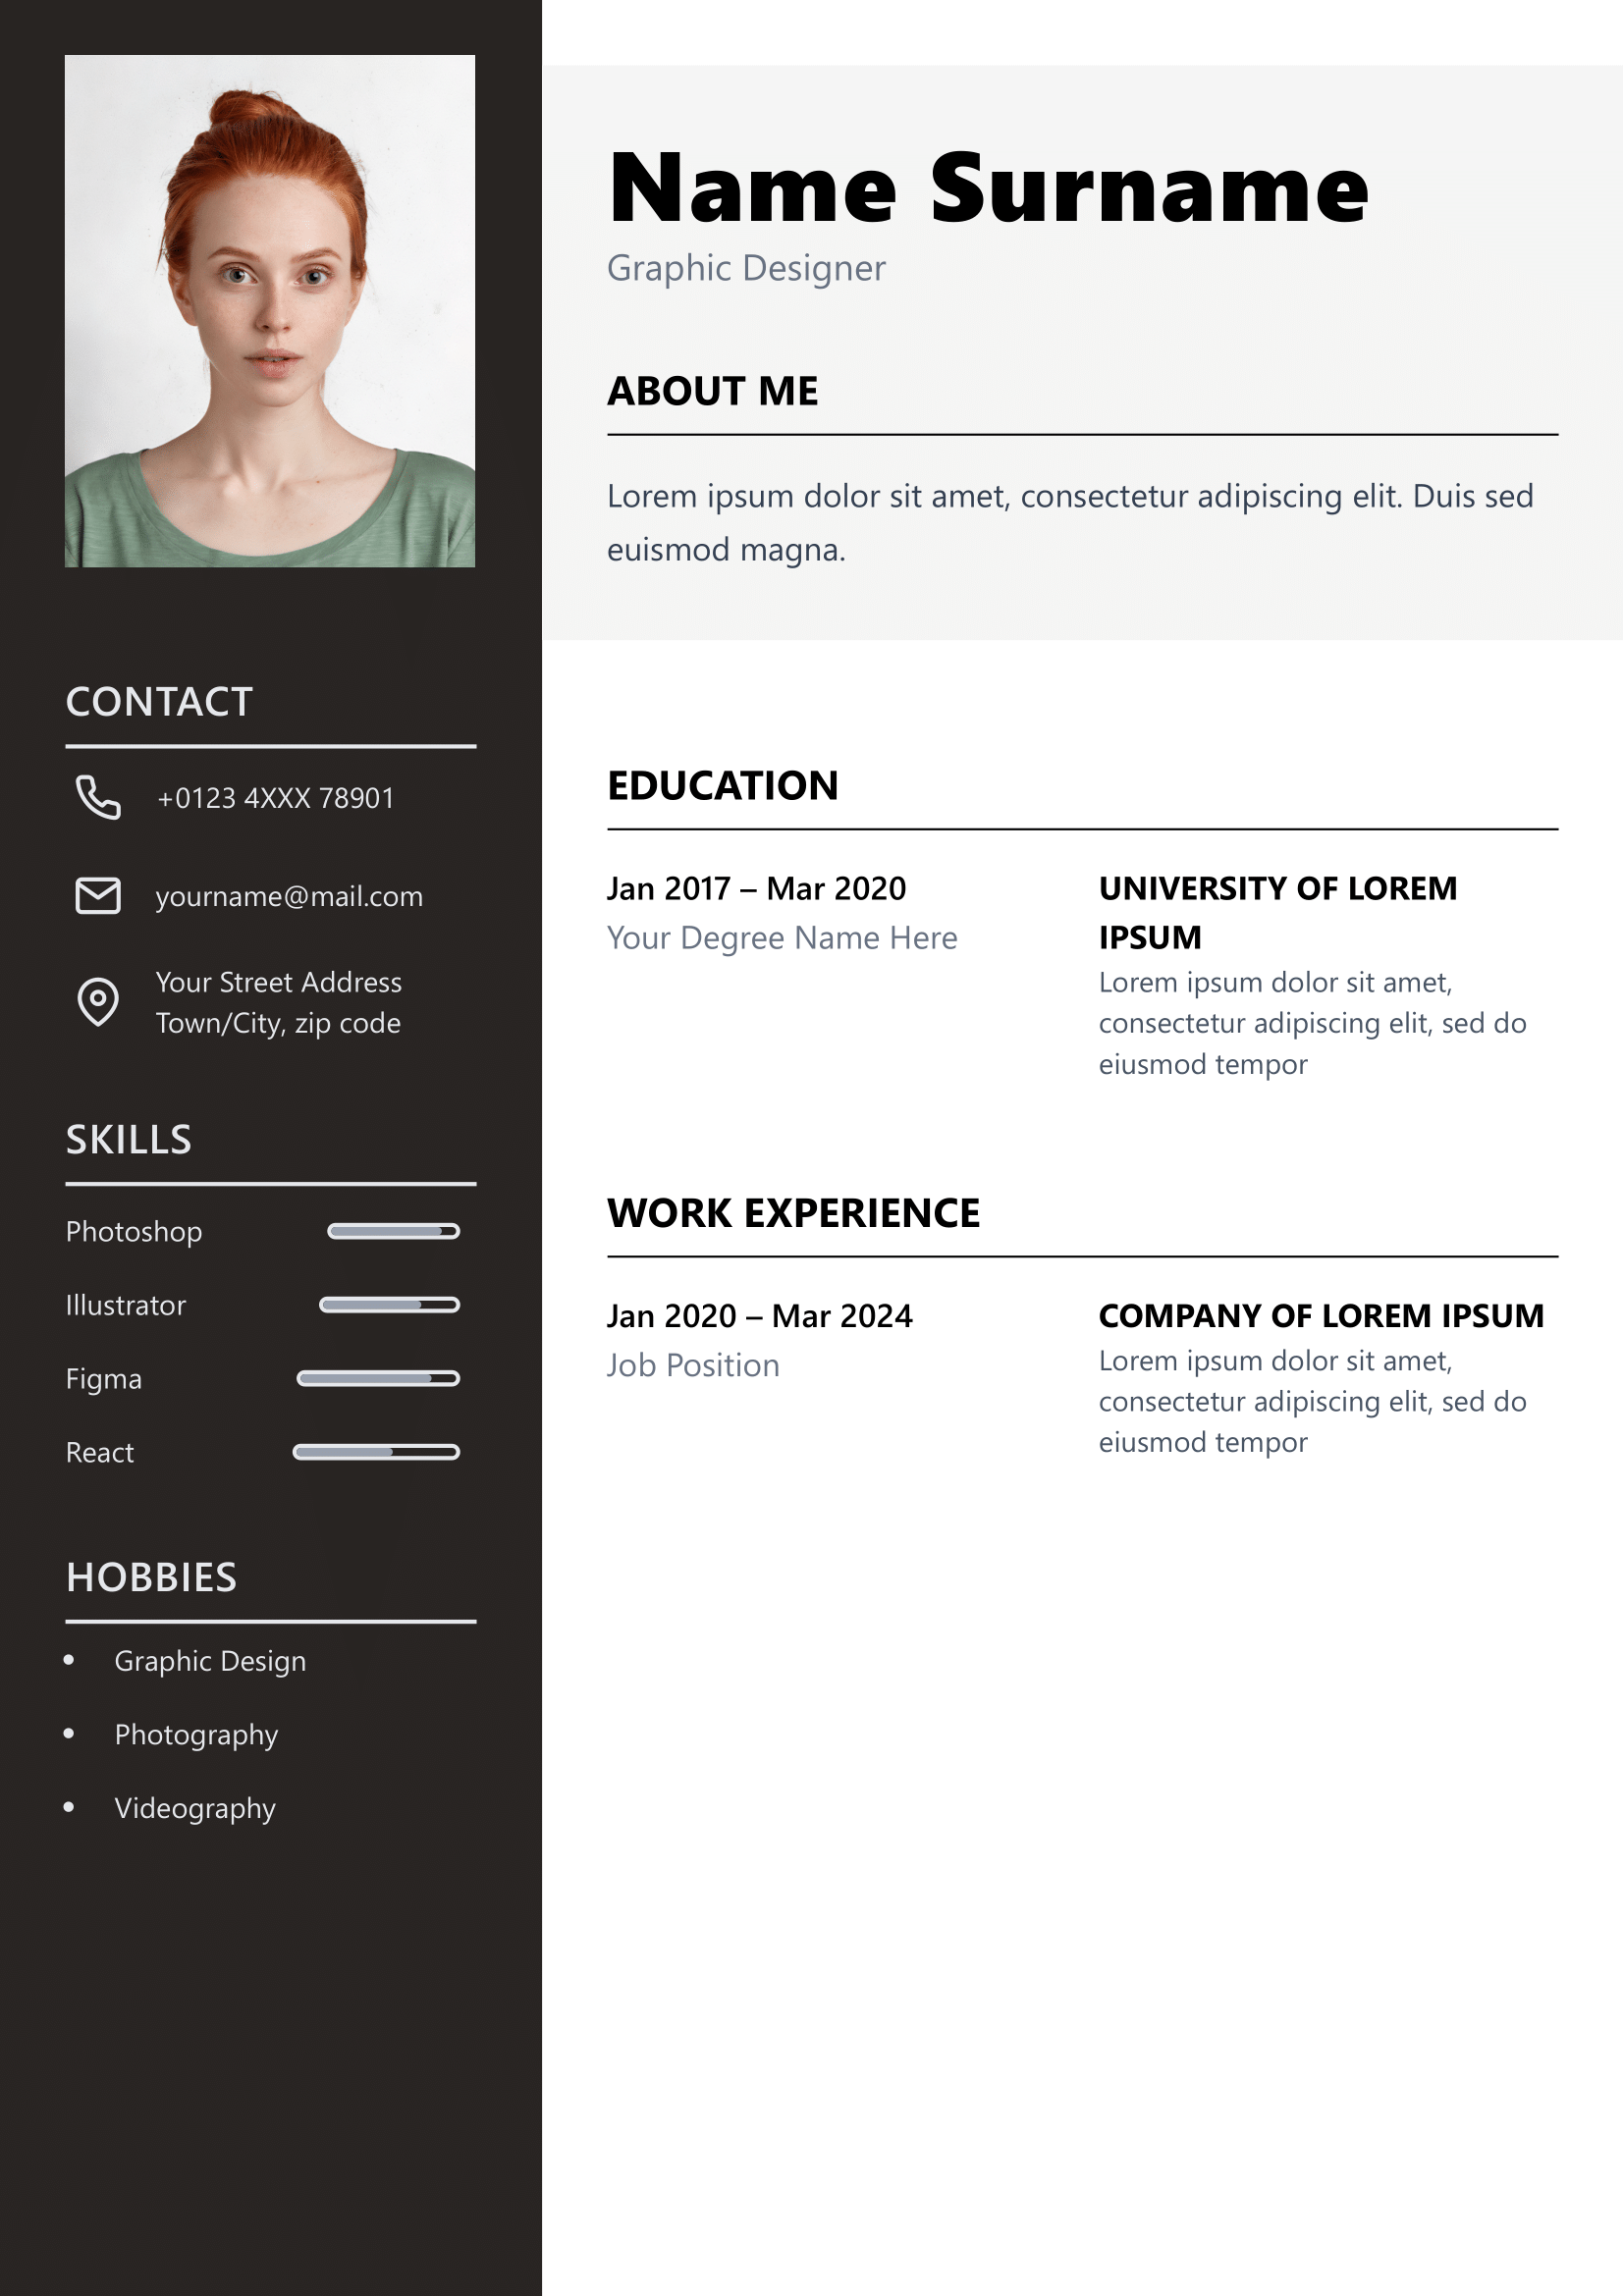 Name Surname
Graphic Designer
ABOUT ME
Lorem ipsum dolor sit amet, consectetur adipiscing elit. Duis sed
euismod magna.
CONTACT
+0123 4XXX 78901
yourname@mail.com
Your Street Address
Town/City, zip code
SKILLS
Photoshop
Illustrator
Figma
React
HOBBIES
• Graphic Design
• Photography
• Videography
EDUCATION
Jan 2017 – Mar 2020
Your Degree Name Here
UNIVERSITY OF LOREM
IPSUM
Lorem ipsum dolor sit amet,
consectetur adipiscing elit, sed do
eiusmod tempor
WORK EXPERIENCE
Jan 2020 – Mar 2024
Job Position
COMPANY OF LOREM IPSUM
Lorem ipsum dolor sit amet,
consectetur adipiscing elit, sed do
eiusmod tempor